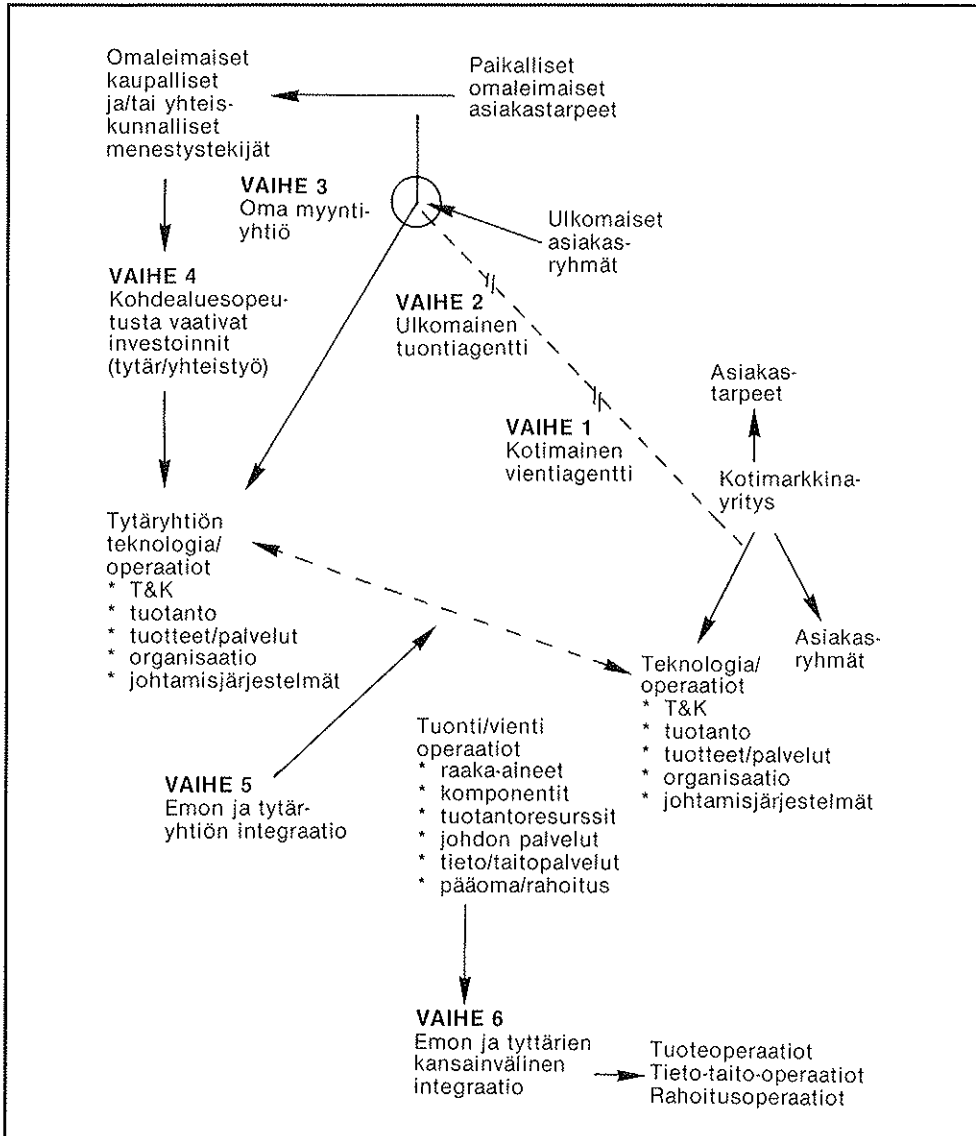 Omaleimaiset
kaupalliset
ja/tai yhteis-
kunnalliset
menestystekijät
Paikalliset
omaleimaiset
asiakastarpeet
VAIHE 3
Oma myynti-
yhtiö
Ulkomaiset
asiakas-
ryhmät
VAIHE 4
Kohdealuesopeu-
tusta vaativat
investoinnit
(tytär/yhteistyö)
VAIHE 2
Ulkomainen
tuontiagentti
Asiakas-
tarpeet
VAIHE 1
Kotimainen
vientiagentti
Kotimarkkina-
yritys
Tytäryhtiön
teknologia/
operaatiot
* T&K
* tuotanto
* tuotteet/palvelut
* organisaatio
* johtamisjärjestelmät
Asiakas-
ryhmät
Teknologia/
operaatiot
* T&K
* tuotanto
* tuotteet/palvelut
* organisaatio
* johtamisjärjestelmät
Tuonti/vienti
operaatiot
* raaka-aineet
* komponentit
* tuotantoresurssit
* johdon palvelut
* tieto/taitopalvelut
* pääoma/rahoitus
VAIHE 5
Emon ja tytär-
yhtiön integraatio
VAIHE 6
Emon ja tyttärien
kansainvälinen
integraatio
Tuoteoperaatiot
Tieto-taito-operaatiot
Rahoitusoperaatiot